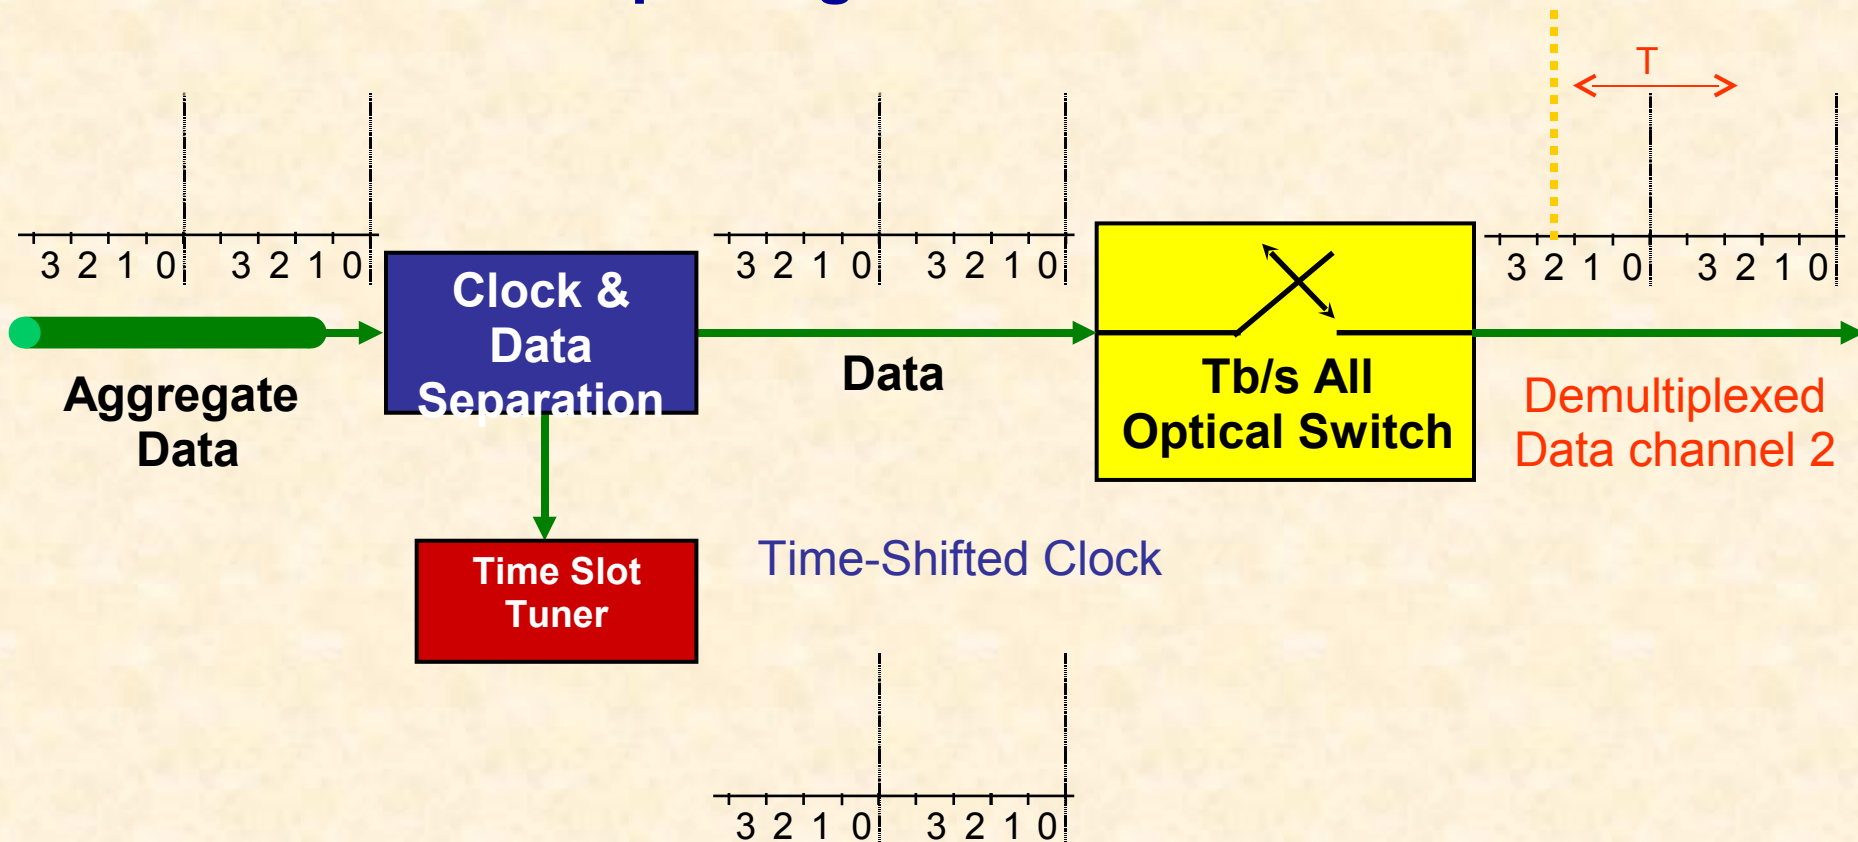 T
3 2 1 0 3 2 1 0
3 2 1 0 3 2 1 0
3 2 1 0 3 2 1 0
Clock &
Data
Separation
Aggregate
Data
Data
Tb/s All
Optical Switch
Demultiplexed
Data channel 2
Time Slot
Tuner
Time-Shifted Clock
3 2 1 0 3 2 1 0